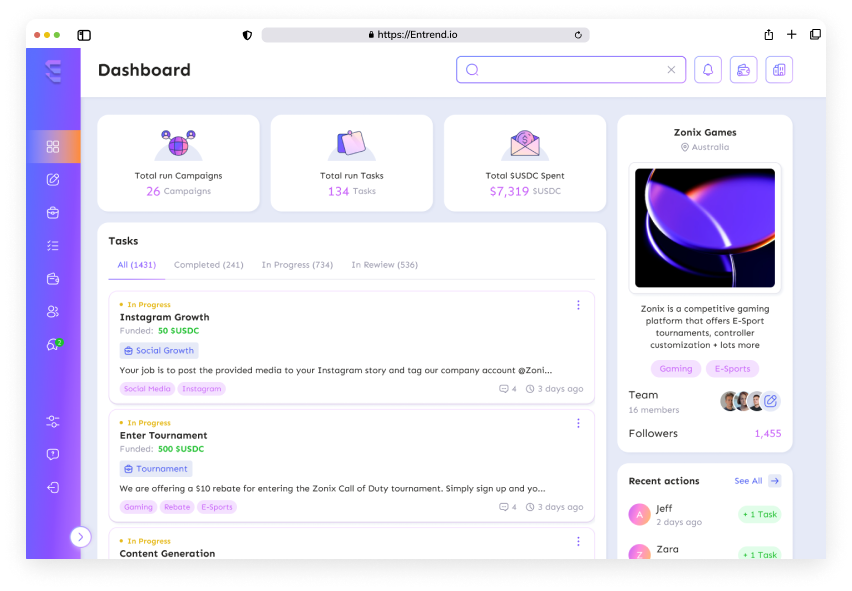 https://Entrend.io
Dashboard
Total run Campaigns
26 Campaigns
Total run Tasks
134 Tasks
Total $USDC Spent
$7,319 $USDC
Tasks
All (1431) Completed (241) In Progress (734) In Rewiew (536)
In Progress
Instagram Growth
Funded: 50 $USDC
Social Growth
Your job is to post the provided media to your Instagram story and tag our company account @Zoni...
Social Media Instagram 4 3 days ago
In Progress
Enter Tournament
Funded: 500 $USDC
Tournament
We are offering a $10 rebate for entering the Zonix Call of Duty tournament. Simply sign up and yo...
Gaming Rebate E-Sports 4 3 days ago
In Progress
Content Generation
Zonix Games
Australia
Zonix is a competitive gaming
platform that offers E-Sport
tournaments, controller
customization + lots more
Gaming E-Sports
Team
16 members
Followers 1,455
Recent actions See All
A Jeff
2 days ago
+ 1 Task
Z Zara
+ 1 Task
2